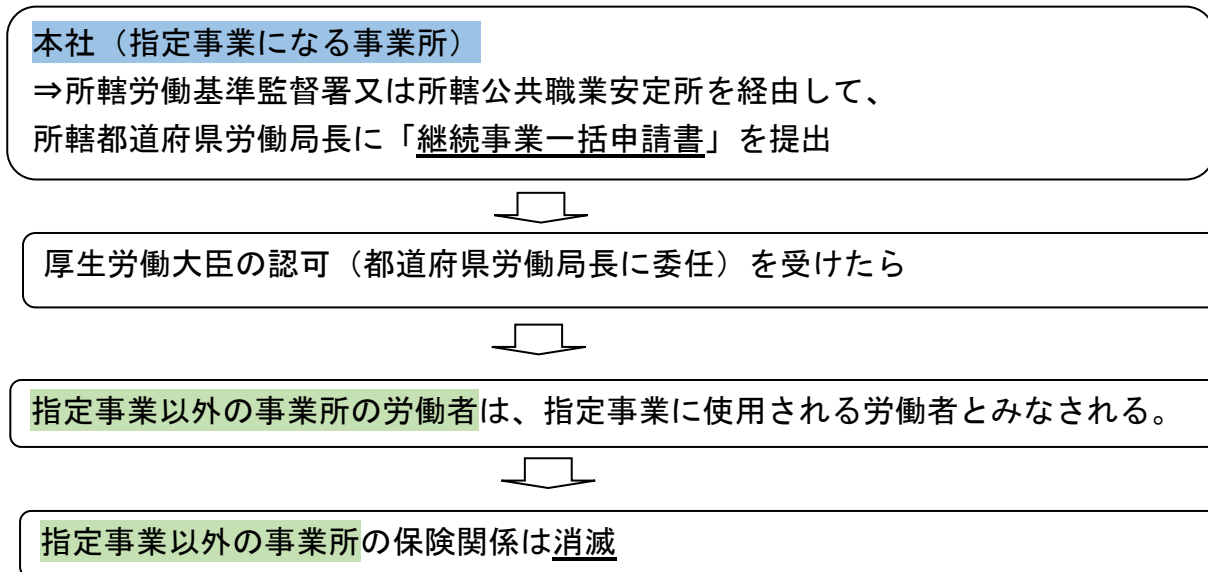 本社（指定事業になる事業所）
⇒所轄労働基準監督署又は所轄公共職業安定所を経由して、
所轄都道府県労働局長に「継続事業一括申請書」を提出
厚生労働大臣の認可（都道府県労働局長に委任）を受けたら
指定事業以外の事業所の労働者は、指定事業に使用される労働者とみなされる。
指定事業以外の事業所の保険関係は消滅